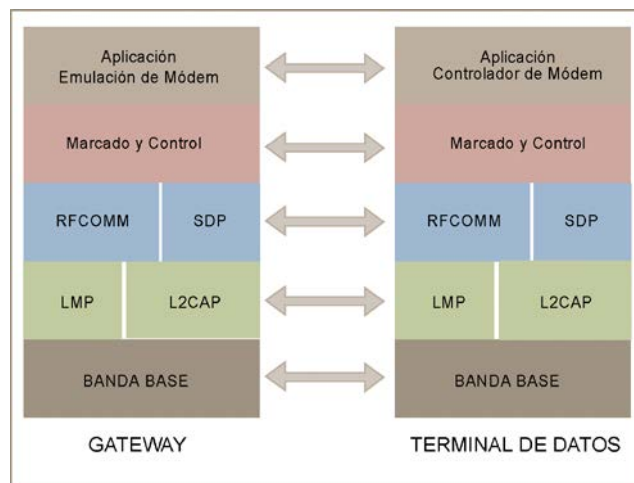 Aplicación
Emulación de Módem
Aplicación
Controlador de Módem
Marcado y Control
Marcado y Control
RFCOMM
SDP
RFCOMM
SDP
LMP
L2CAP
LMP
L2CAP
BANDA BASE
BANDA BASE
GATEWAY
TERMINAL DE DATOS